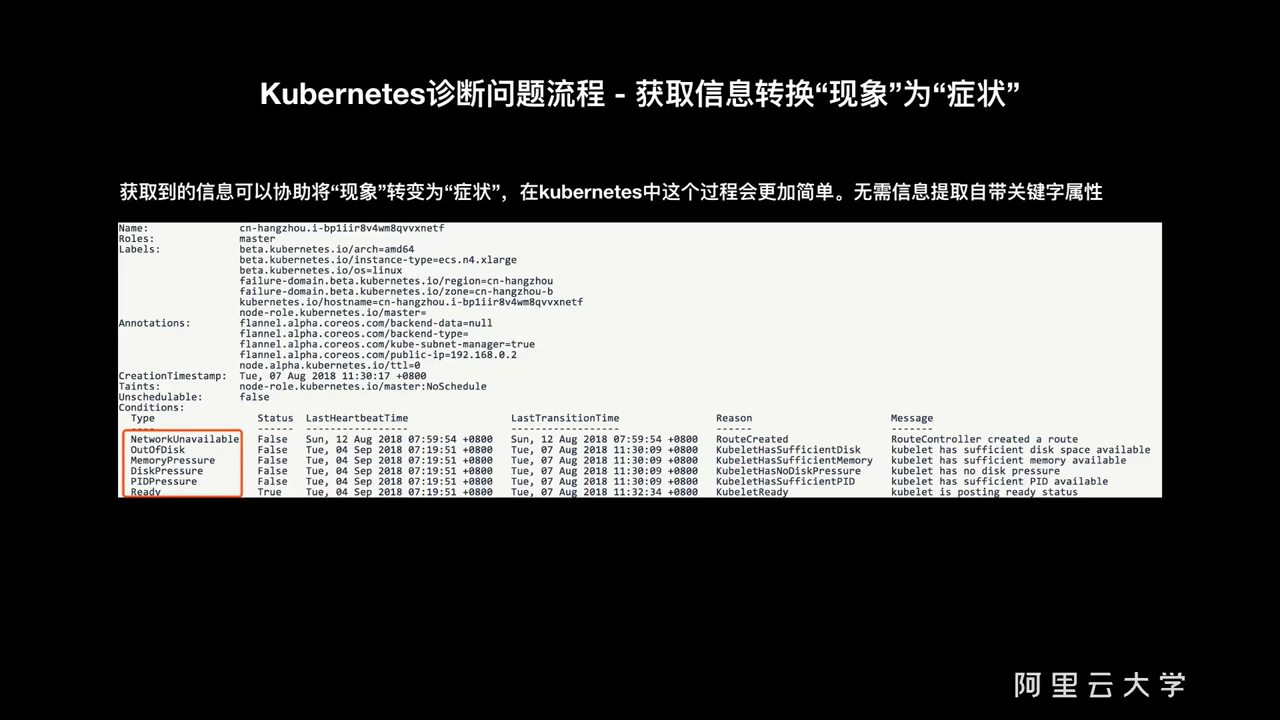 Kubernetes诊断问题流程 - 获取信息转换“现象”为“症状”
获取到的信息可以协助将“现象”转变为“症状”，在kubernetes中这个过程会更加简单。无需信息提取自带关键字属性
Name: cn-hangzhou.i-bp1iir8v4wm8qvvxnetf
Roles: master
Labels: beta.kubernetes.io/arch=amd64
beta.kubernetes.io/instance-type=ecs.n4.xlarge
beta.kubernetes.io/os=linux
failure-domain.beta.kubernetes.io/region=cn-hangzhou
failure-domain.beta.kubernetes.io/zone=cn-hangzhou-b
kubernetes.io/hostname=cn-hangzhou.i-bp1iir8v4wm8qvvxnetf
node-role.kubernetes.io/master=
Annotations: flannel.alpha.coreos.com/backend-data=null
flannel.alpha.coreos.com/backend-type=
flannel.alpha.coreos.com/kube-subnet-manager=true
flannel.alpha.coreos.com/public-ip=192.168.0.2
node.alpha.kubernetes.io/ttl=0
CreationTimestamp: Tue, 07 Aug 2018 11:30:17 +0800
Taints: node-role.kubernetes.io/master:NoSchedule
Unschedulable: false
Conditions:
Type Status LastHeartbeatTime LastTransitionTime Reason Message
---- ------ ----------------- ------------------ ------ -------
NetworkUnavailable False Sun, 12 Aug 2018 07:59:54 +0800 Sun, 12 Aug 2018 07:59:54 +0800 RouteCreated RouteController created a route
OutOfDisk False Tue, 04 Sep 2018 07:19:51 +0800 Tue, 07 Aug 2018 11:30:09 +0800 KubeletHasSufficientDisk kubelet has sufficient disk space available
MemoryPressure False Tue, 04 Sep 2018 07:19:51 +0800 Tue, 07 Aug 2018 11:30:09 +0800 KubeletHasSufficientMemory kubelet has sufficient memory available
DiskPressure False Tue, 04 Sep 2018 07:19:51 +0800 Tue, 07 Aug 2018 11:30:09 +0800 KubeletHasNoDiskPressure kubelet has no disk pressure
PIDPressure False Tue, 04 Sep 2018 07:19:51 +0800 Tue, 07 Aug 2018 11:30:09 +0800 KubeletHasSufficientPID kubelet has sufficient PID available
Ready True Tue, 04 Sep 2018 07:19:51 +0800 Tue, 07 Aug 2018 11:32:34 +0800 KubeletReady kubelet is posting ready status
阿里云大学